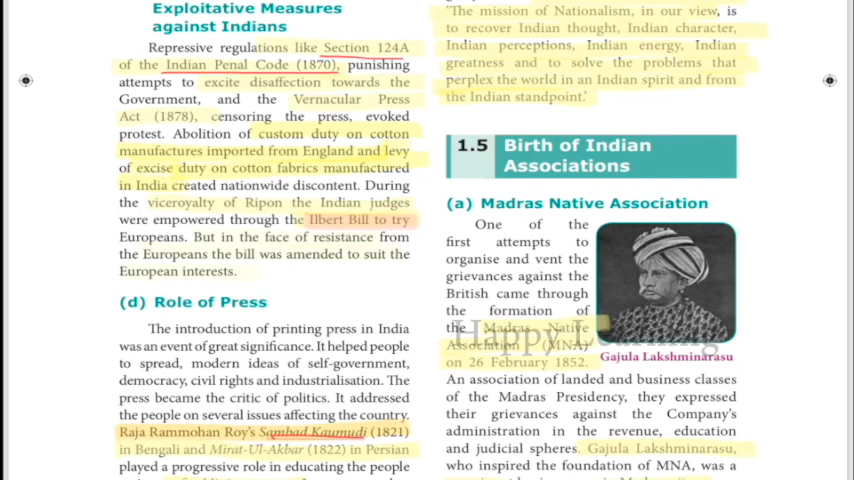 Exploitative Measures
against Indians
Repressive regulations like Section 124A
of the Indian Penal Code (1870), punishing
attempts to excite disaffection towards the
Government, and the Vernacular Press
Act (1878), censoring the press, evoked
protest. Abolition of custom duty on cotton
manufactures imported from England and levy
of excise duty on cotton fabrics manufactured
in India created nationwide discontent. During
the viceroyalty of Ripon the Indian judges
were empowered through the Ilbert Bill to try
Europeans. But in the face of resistance from
the Europeans the bill was amended to suit the
European interests.
(d) Role of Press
The introduction of printing press in India
was an event of great significance. It helped people
to spread, modern ideas of self-government,
democracy, civil rights and industrialisation. The
press became the critic of politics. It addressed
the people on several issues affecting the country.
Raja Rammohan Roy's Sambad Kaumudi (1821)
in Bengali and Mirat-Ul-Akbar (1822) in Persian
played a progressive role in educating the people
'The mission of Nationalism, in our view, is
to recover Indian thought, Indian character,
Indian perceptions, Indian energy, Indian
greatness and to solve the problems that
perplex the world in an Indian spirit and from
the Indian standpoint.'
1.5 Birth of Indian
Associations
(a) Madras Native Association
One of the
first attempts to
organise and vent the
grievances against the
British came through
the formation of
the Madras Native
Association (MNA)
on 26 February 1852.
Happy Learning
Gajula Lakshminarasu
An association of landed and business classes
of the Madras Presidency, they expressed
their grievances against the Company's
administration in the revenue, education
and judicial spheres. Gajula Lakshminarasu,
who inspired the foundation of MNA, was a